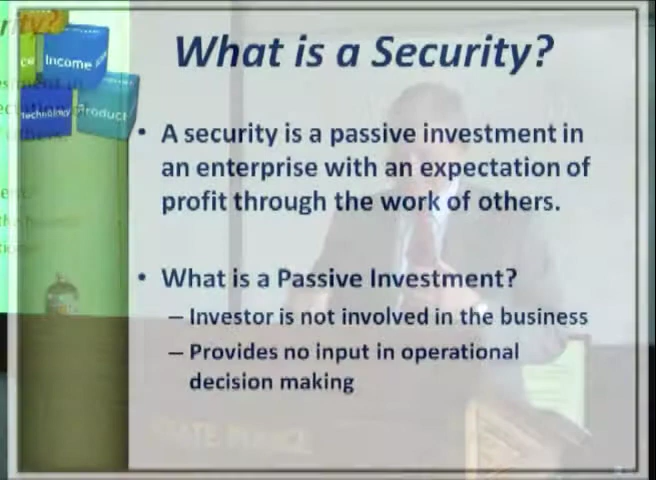 What is a Security?
Income
Technology
Product
• A security is a passive investment in
an enterprise with an expectation of
profit through the work of others.
• What is a Passive Investment?
– Investor is not involved in the business
– Provides no input in operational
decision making